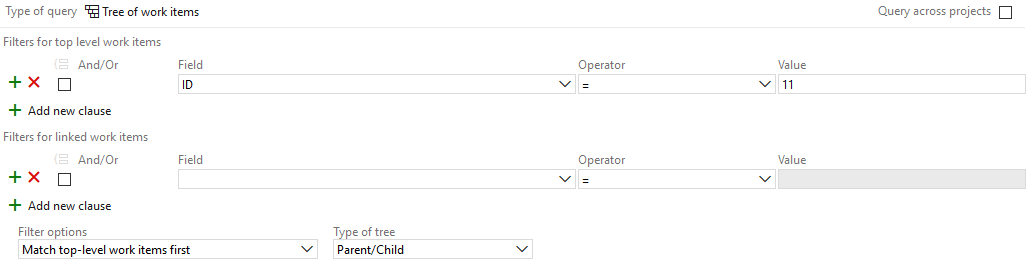 Type of query Tree of work items Query across projects
Filters for top level work items
And/Or Field Operator Value
ID = 11
Add new clause
Filters for linked work items
And/Or Field Operator Value
=
Add new clause
Filter options Type of tree
Match top-level work items first Parent/Child